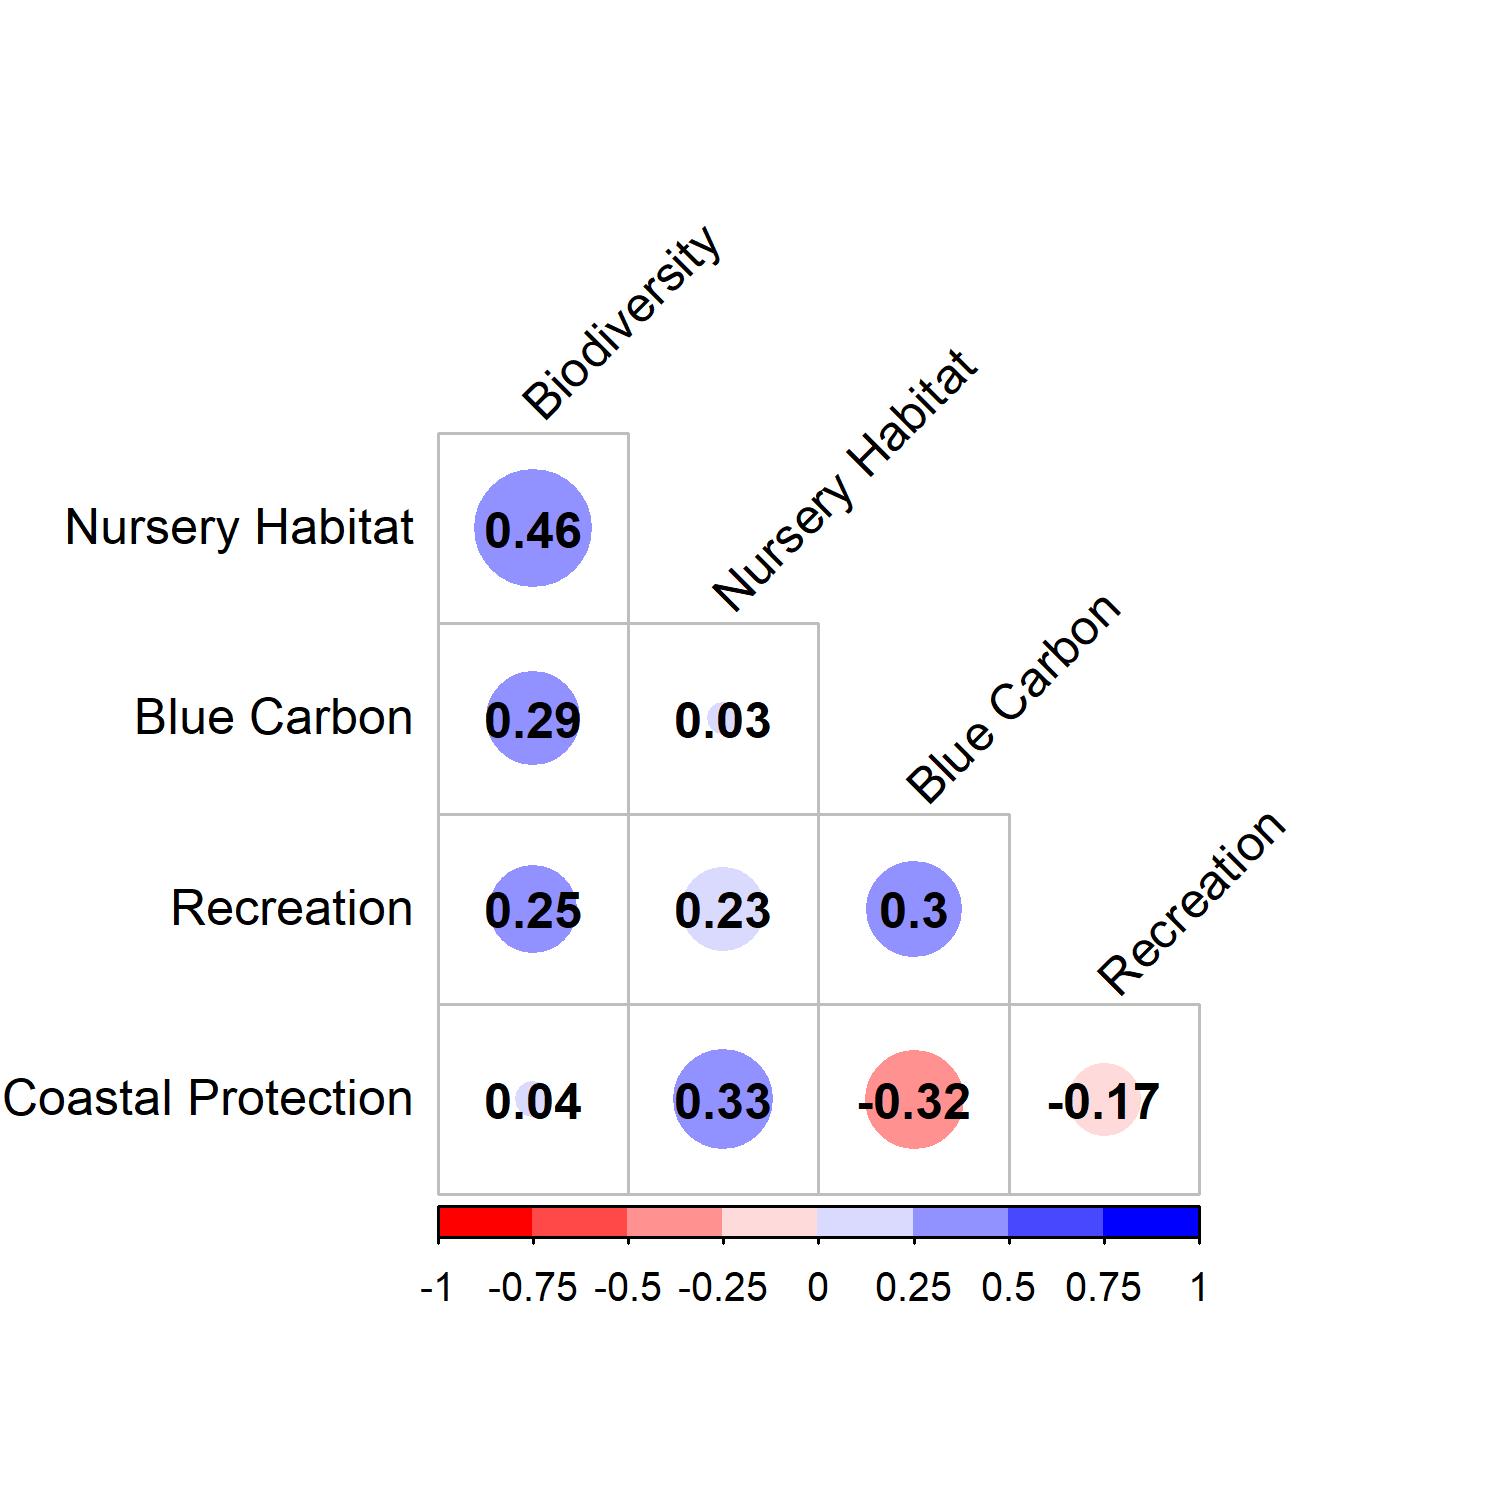 Biodiversity
Nursery Habitat
Nursery Habitat 0.46
Blue Carbon
Blue Carbon 0.29 0.03
Recreation
Recreation 0.25 0.23 0.3
Coastal Protection 0.04 0.33 -0.32 -0.17
-1 -0.75 -0.5 -0.25 0 0.25 0.5 0.75 1